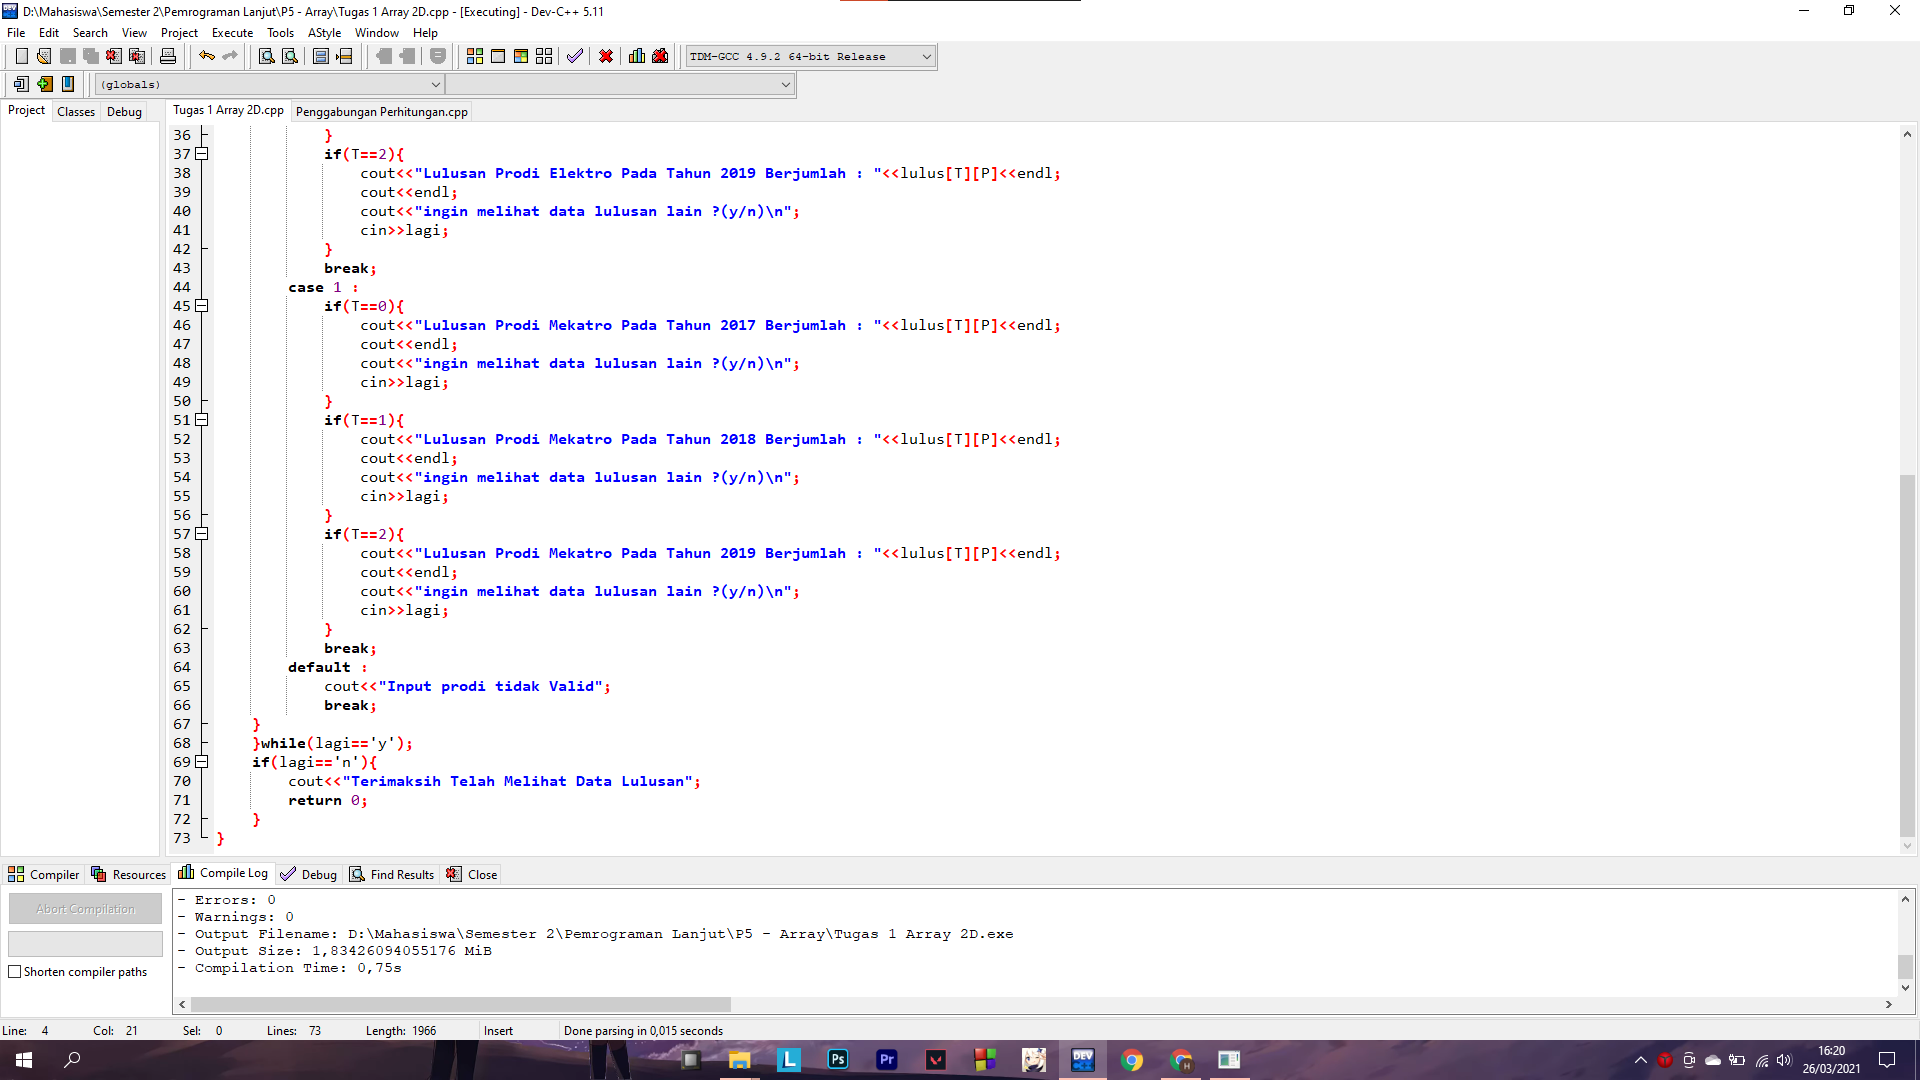 D:\Mahasiswa\Semester 2\Pemrograman Lanjut\P5 - Array\Tugas 1 Array 2D.cpp - [Executing] - Dev-C++ 5.11
File Edit Search View Project Execute Tools AStyle Window Help
TDM-GCC 4.9.2 64-bit Release
(globals)
Project Classes Debug
Tugas 1 Array 2D.cpp Penggabungan Perhitungan.cpp
36 }
37 if(T==2){
38 cout<<"Lulusan Prodi Elektro Pada Tahun 2019 Berjumlah : "<<lulus[T][P]<<endl;
39 cout<<endl;
40 cout<<"ingin melihat data lulusan lain ?(y/n)\n";
41 cin>>lagi;
42 }
43 break;
44 case 1 :
45 if(T==0){
46 cout<<"Lulusan Prodi Mekatro Pada Tahun 2017 Berjumlah : "<<lulus[T][P]<<endl;
47 cout<<endl;
48 cout<<"ingin melihat data lulusan lain ?(y/n)\n";
49 cin>>lagi;
50 }
51 if(T==1){
52 cout<<"Lulusan Prodi Mekatro Pada Tahun 2018 Berjumlah : "<<lulus[T][P]<<endl;
53 cout<<endl;
54 cout<<"ingin melihat data lulusan lain ?(y/n)\n";
55 cin>>lagi;
56 }
57 if(T==2){
58 cout<<"Lulusan Prodi Mekatro Pada Tahun 2019 Berjumlah : "<<lulus[T][P]<<endl;
59 cout<<endl;
60 cout<<"ingin melihat data lulusan lain ?(y/n)\n";
61 cin>>lagi;
62 }
63 break;
64 default :
65 cout<<"Input prodi tidak Valid";
66 break;
67 }
68 }while(lagi=='y');
69 if(lagi=='n'){
70 cout<<"Terimaksih Telah Melihat Data Lulusan";
71 return 0;
72 }
73 }
Compiler Resources Compile Log Debug Find Results Close
Abort Compilation
Shorten compiler paths
- Errors: 0
- Warnings: 0
- Output Filename: D:\Mahasiswa\Semester 2\Pemrograman Lanjut\P5 - Array\Tugas 1 Array 2D.exe
- Output Size: 1,83426094055176 MiB
- Compilation Time: 0,75s
Line: 4 Col: 21 Sel: 0 Lines: 73 Length: 1966 Insert Done parsing in 0,015 seconds
L Ps Pr DEV H
16:20
26/03/2021